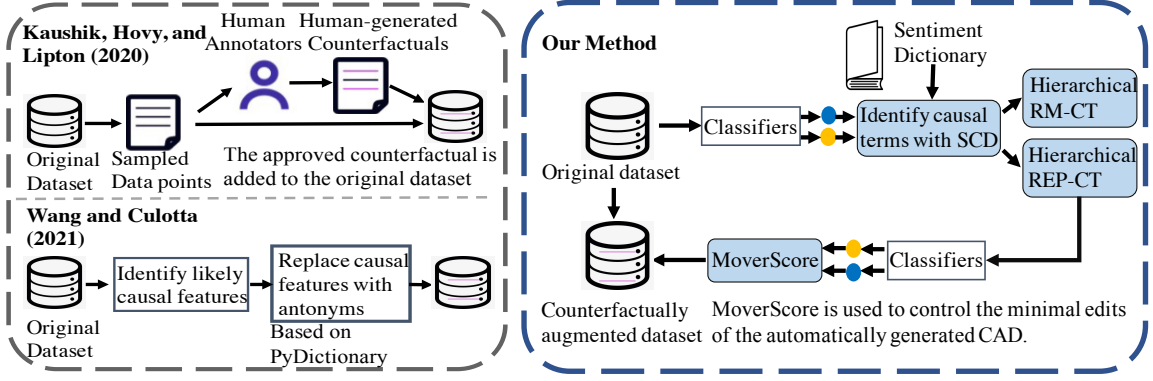 Kaushik, Hovy, and
Lipton (2020)
Human
Annotators
Human-generated
Counterfactuals
Original
Dataset
Sampled
Data points
The approved counterfactual is
added to the original dataset
Wang and Culotta
(2021)
Original
Dataset
Identify likely
causal features
Replace causal
features with
antonyms
Based on
PyDictionary
Our Method
Sentiment
Dictionary
Original dataset
Classifiers
Identify causal
terms with SCD
Hierarchical
RM-CT
Hierarchical
REP-CT
Classifiers
MoverScore
Counterfactually
augmented dataset
MoverScore is used to control the minimal edits
of the automatically generated CAD.